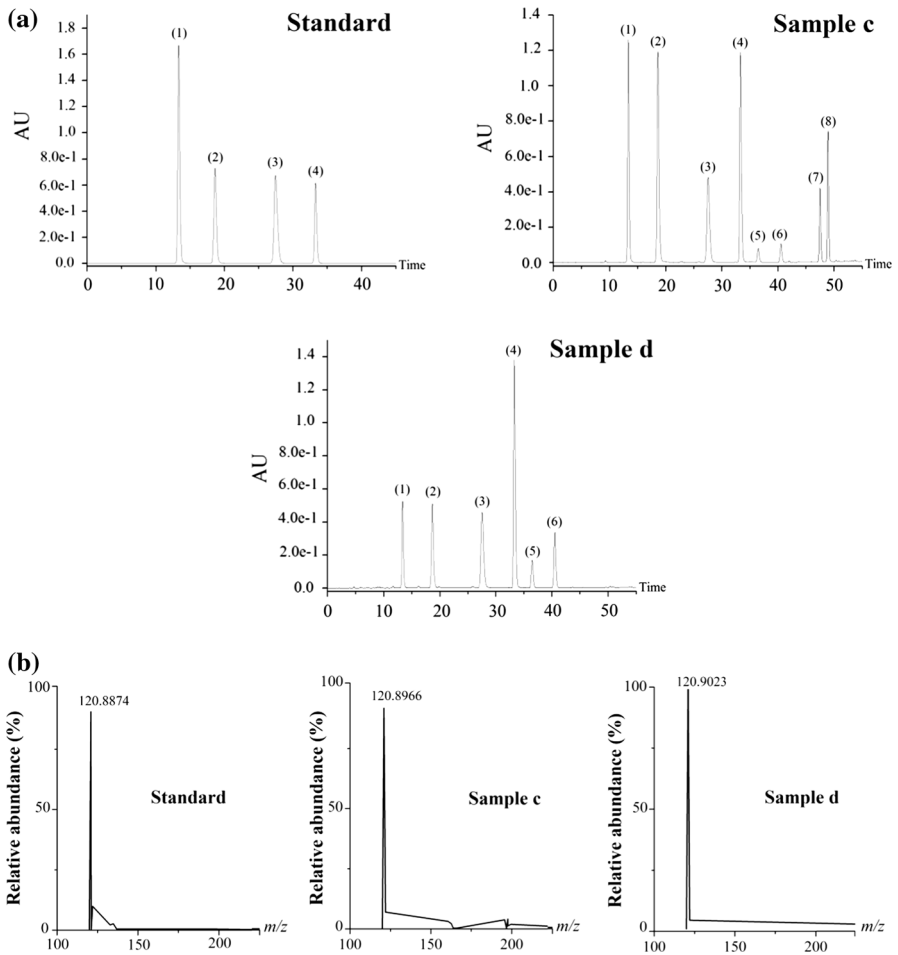 (a)
Standard
AU
1.8
1.6
1.4
1.2
1.0
8.0e-1
6.0e-1
4.0e-1
2.0e-1
0.0
(1)
(2)
(3)
(4)
0
10
20
30
40
Time
Sample c
AU
1.4
1.2
1.0
8.0e-1
6.0e-1
4.0e-1
2.0e-1
0.0
(1)
(2)
(3)
(4)
(5)
(6)
(7)
(8)
0
10
20
30
40
50
Time
Sample d
AU
1.4
1.2
1.0
8.0e-1
6.0e-1
4.0e-1
2.0e-1
0.0
(1)
(2)
(3)
(4)
(5)
(6)
0
10
20
30
40
50
Time
(b)
Relative abundance (%)
100
50
0
120.8874
Standard
100
150
200
m/z
Relative abundance (%)
100
50
0
120.8966
Sample c
100
150
200
m/z
Relative abundance (%)
100
50
0
120.9023
Sample d
100
150
200
m/z